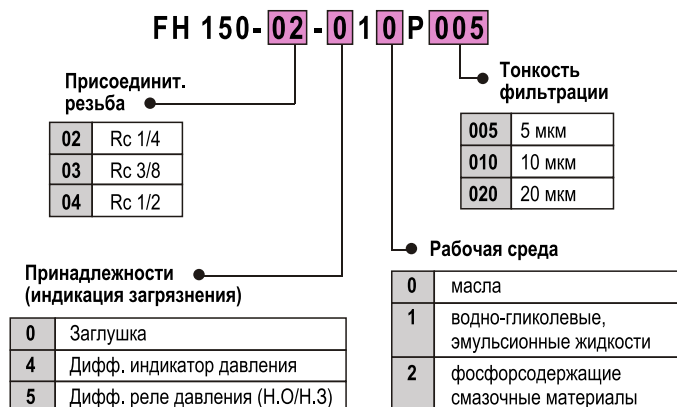 FH 150-02-010P005
Присоединит.
резьба
02 Rc 1/4
03 Rc 3/8
04 Rc 1/2
Тонкость
фильтрации
005 5 мкм
010 10 мкм
020 20 мкм
Принадлежности
(индикация загрязнения)
0 Заглушка
4 Дифф. индикатор давления
5 Дифф. реле давления (Н.О/Н.З)
Рабочая среда
0 масла
1 водно-гликолевые,
эмульсионные жидкости
2 фосфорсодержащие
смазочные материалы